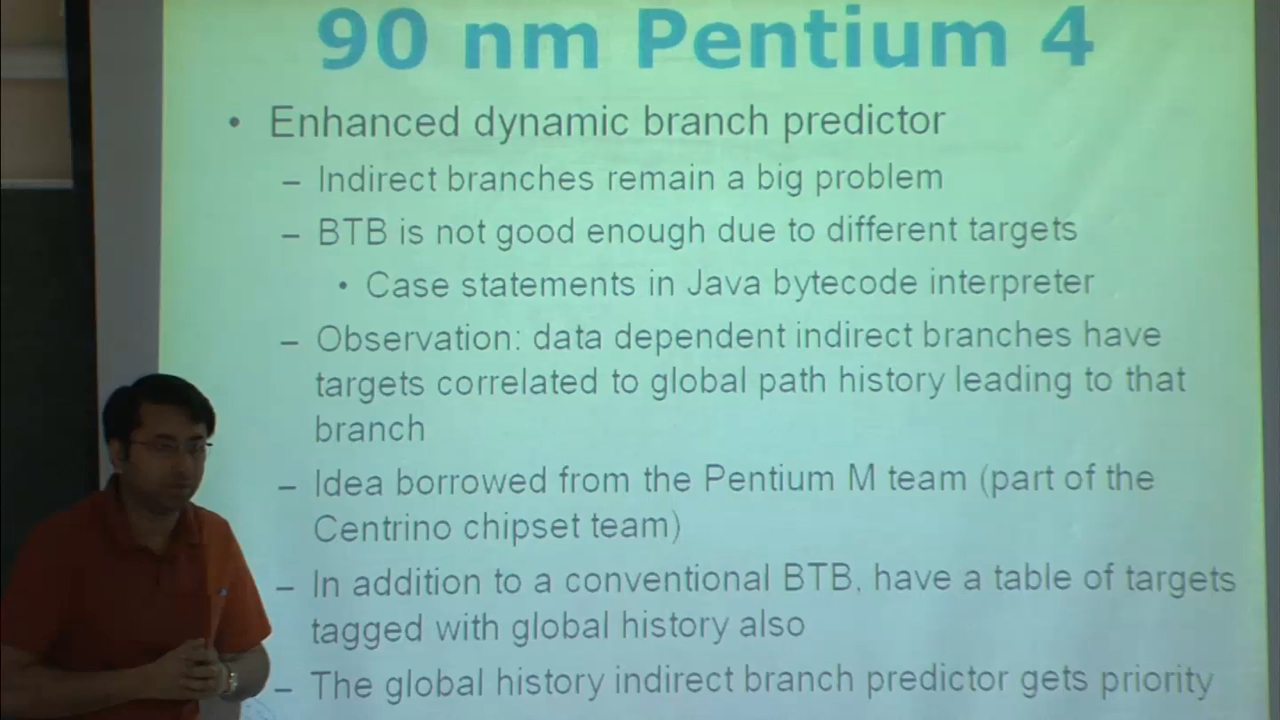 90 nm Pentium 4
• Enhanced dynamic branch predictor
– Indirect branches remain a big problem
– BTB is not good enough due to different targets
• Case statements in Java bytecode interpreter
– Observation: data dependent indirect branches have
targets correlated to global path history leading to that
branch
– Idea borrowed from the Pentium M team (part of the
Centrino chipset team)
– In addition to a conventional BTB, have a table of targets
tagged with global history also
– The global history indirect branch predictor gets priority